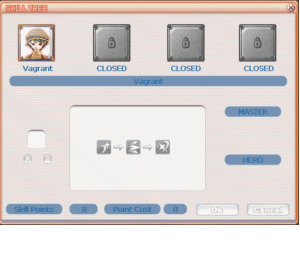 SKILL TREE
Vagrant CLOSED CLOSED CLOSED
Vagrant
MASTER
HERO
Skill Points 0 Point Cost 0 Ok Cancel